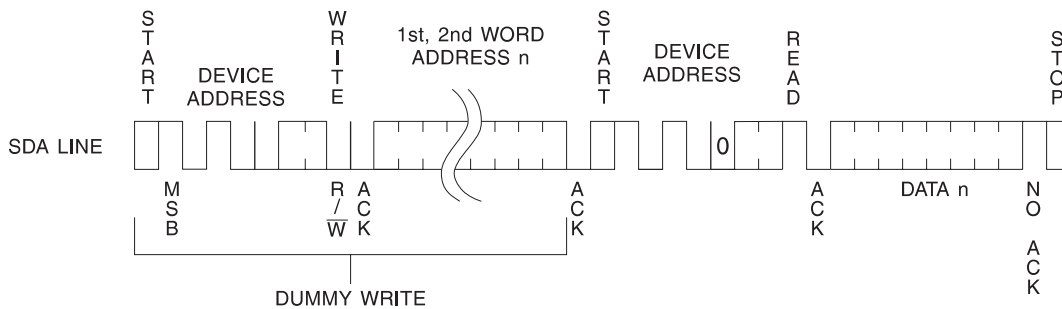 START
WRITE
1st, 2nd WORD
ADDRESS n
START
READ
STOP
DEVICE
ADDRESS
DEVICE
ADDRESS
SDA LINE
0
MSB
R/W
ACK
ACK
ACK
DATA n
NO ACK
DUMMY WRITE